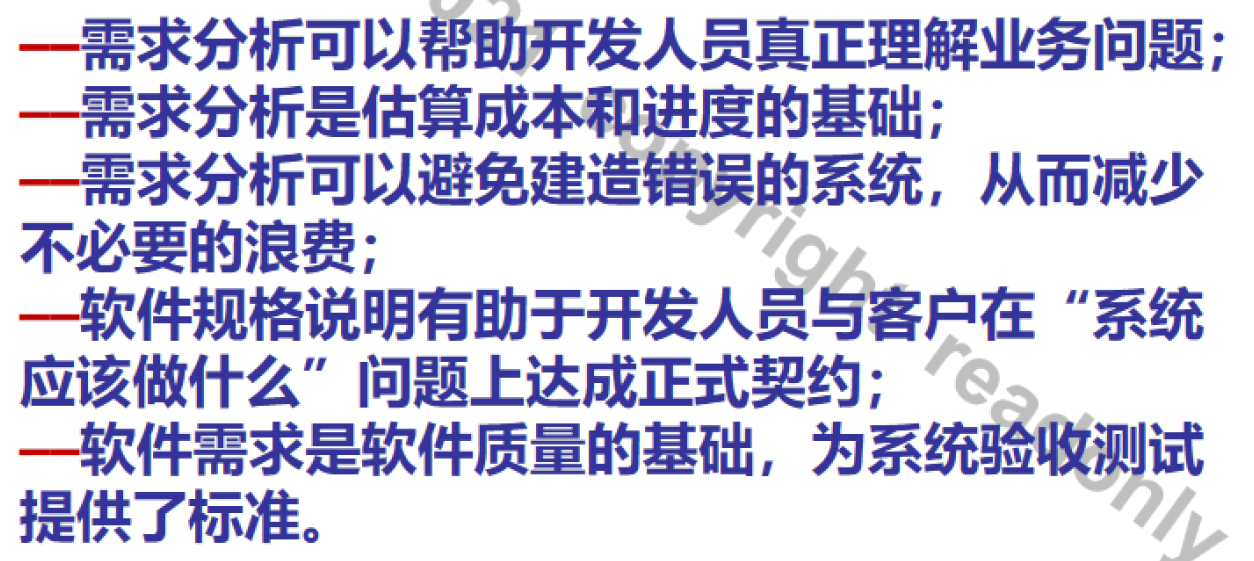 ——需求分析可以帮助开发人员真正理解业务问题；
——需求分析是估算成本和进度的基础；
——需求分析可以避免建造错误的系统，从而减少
不必要的浪费；
——软件规格说明有助于开发人员与客户在“系统
应该做什么”问题上达成正式契约；
——软件需求是软件质量的基础，为系统验收测试
提供了标准。
copyright readonly